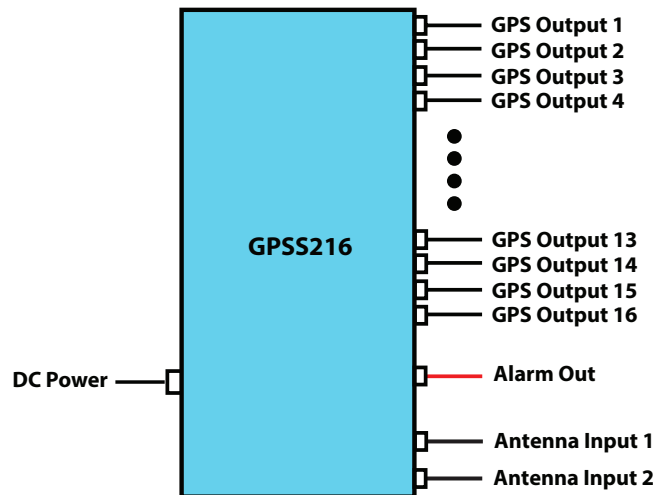 GPS Output 1
GPS Output 2
GPS Output 3
GPS Output 4
GPSS216
GPS Output 13
GPS Output 14
GPS Output 15
GPS Output 16
DC Power
Alarm Out
Antenna Input 1
Antenna Input 2